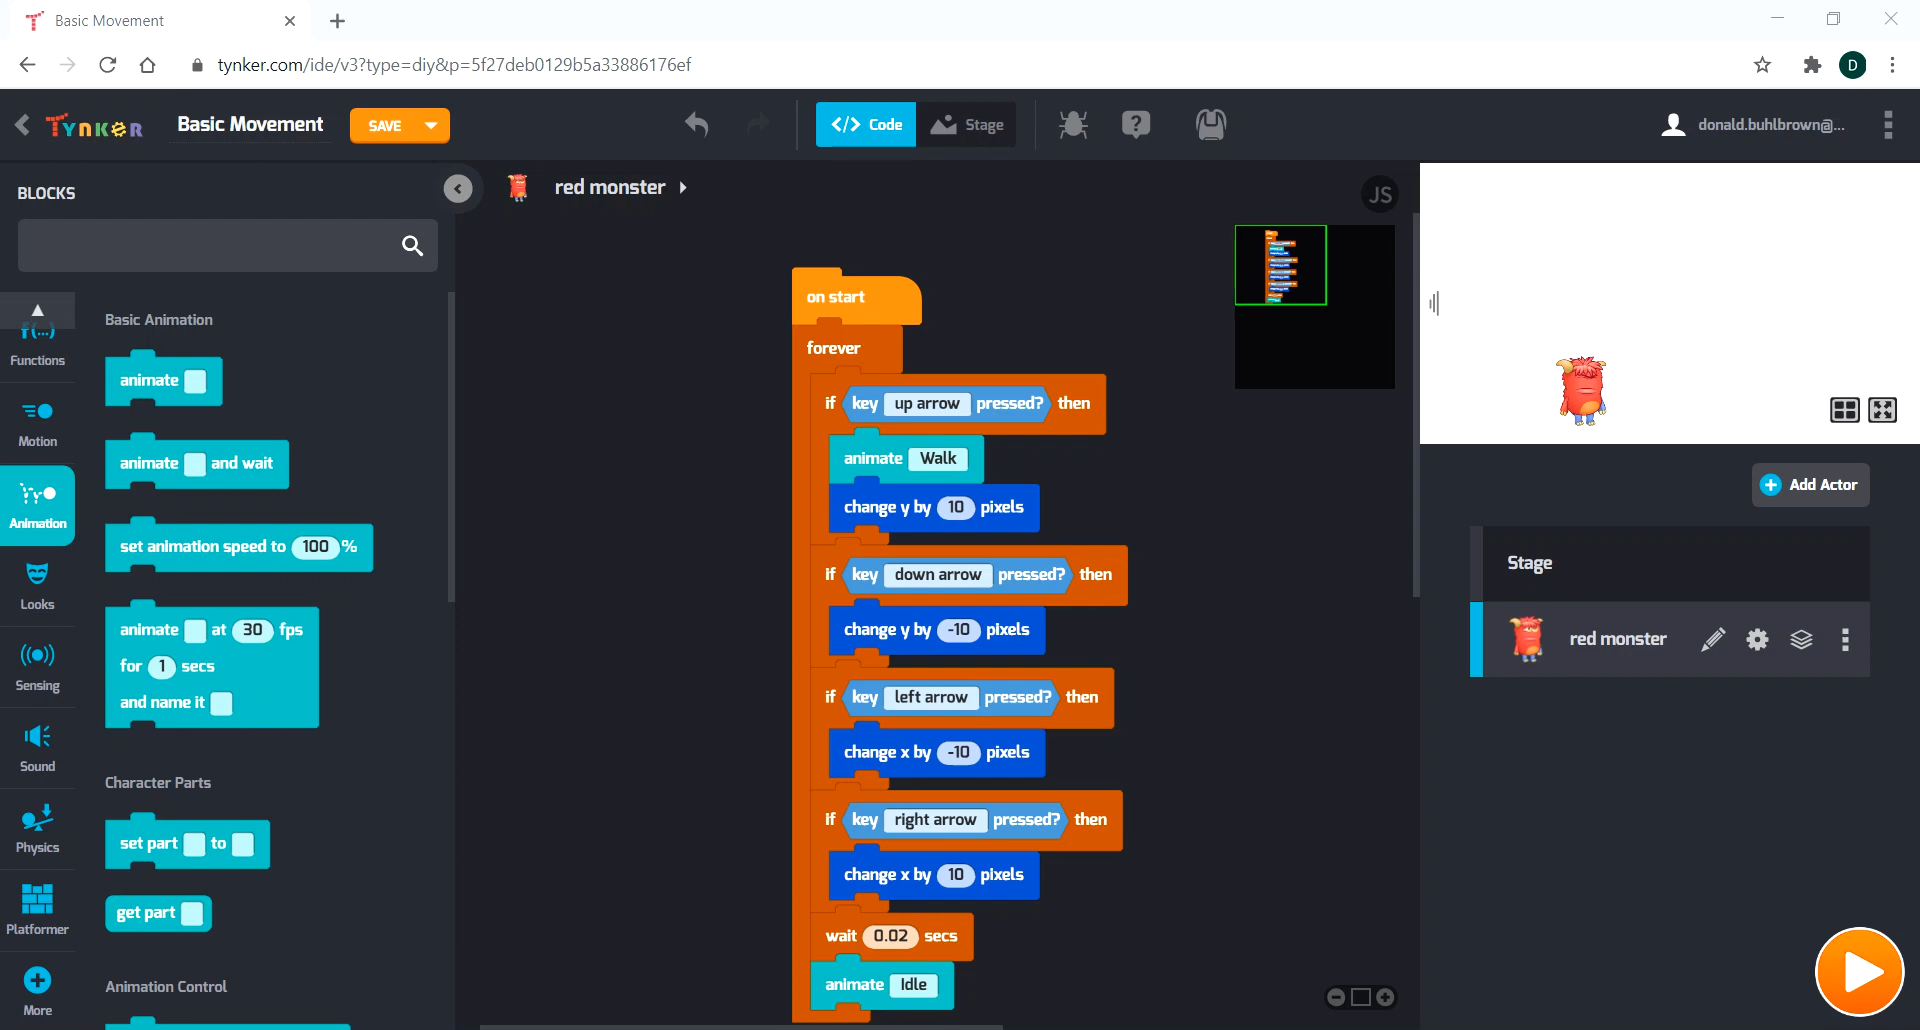 Basic Movement
tynker.com/ide/v3?type=diy&p=5f27deb0129b5a33886176ef
D
TYNKER
Basic Movement
SAVE
</> Code
Stage
?
donald.buhlbrown@...
BLOCKS
red monster
JS
f(...)
Functions
Motion
Animation
Looks
Sensing
Sound
Physics
Platformer
More
Basic Animation
animate
animate and wait
set animation speed to 100 %
animate at 30 fps
for 1 secs
and name it
Character Parts
set part to
get part
Animation Control
on start
forever
if key up arrow pressed? then
animate Walk
change y by 10 pixels
if key down arrow pressed? then
change y by -10 pixels
if key left arrow pressed? then
change x by -10 pixels
if key right arrow pressed? then
change x by 10 pixels
wait 0.02 secs
animate Idle
Add Actor
Stage
red monster